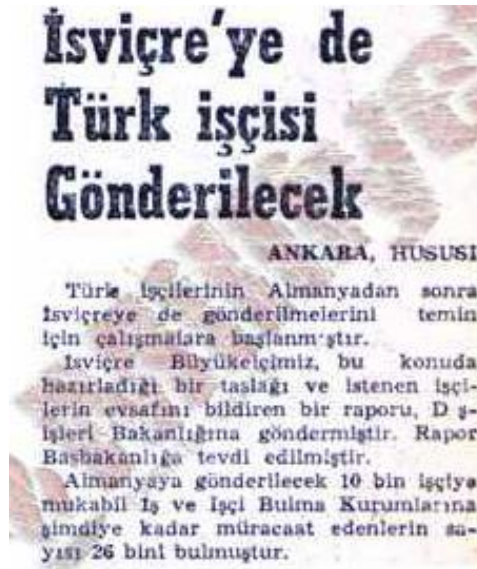 İsviçre'ye de
Türk işçisi
Gönderilecek
ANKARA, HUSUSI
Türk işçilerinin Almanyadan sonra
İsviçreye de gönderilmelerini temin
için çalışmalara başlanmıştır.
İsviçre Büyükelçimiz, bu konuda
hazırladığı bir taslağı ve istenen işçi-
lerin evsafını bildiren bir raporu, D ş-
işleri Bakanlığına göndermiştir. Rapor
Başbakanlığa tevdi edilmiştir.
Almanyaya gönderilecek 10 bin işçiye
mukabil İş ve İşçi Bulma Kurumlarına
şimdiye kadar müracaat edenlerin sa-
yısı 26 bini bulmuştur.